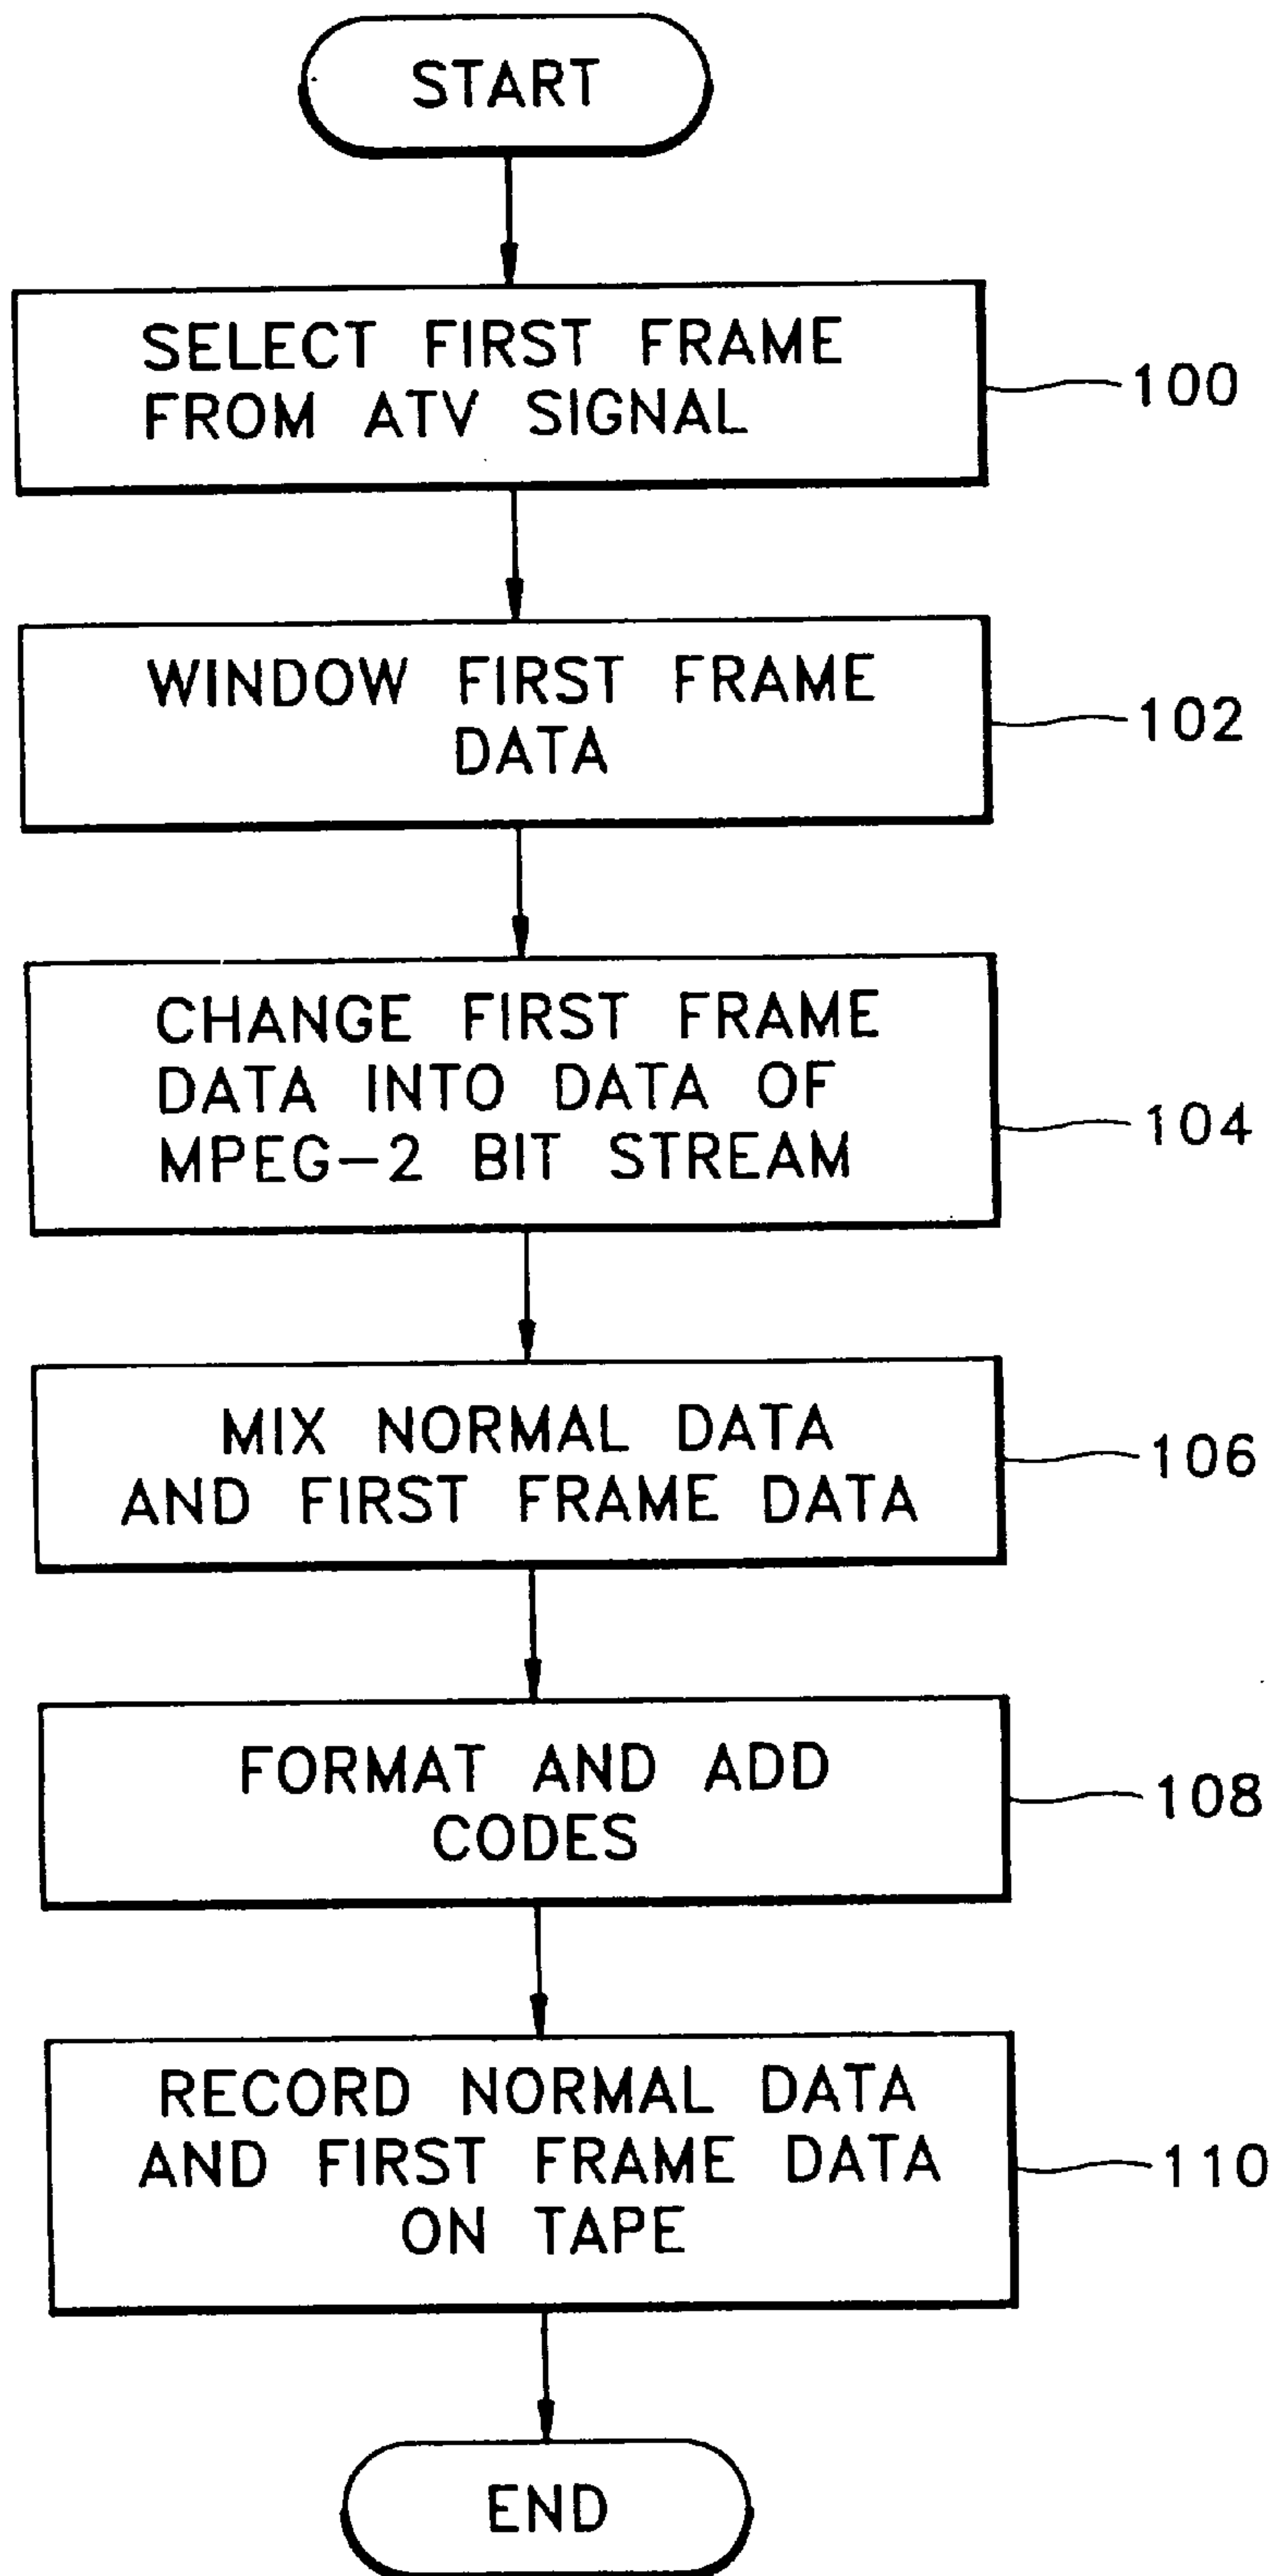 START
SELECT FIRST FRAME
FROM ATV SIGNAL
100
WINDOW FIRST FRAME
DATA
102
CHANGE FIRST FRAME
DATA INTO DATA OF
MPEG-2 BIT STREAM
104
MIX NORMAL DATA
AND FIRST FRAME DATA
106
FORMAT AND ADD
CODES
108
RECORD NORMAL DATA
AND FIRST FRAME DATA
ON TAPE
110
END